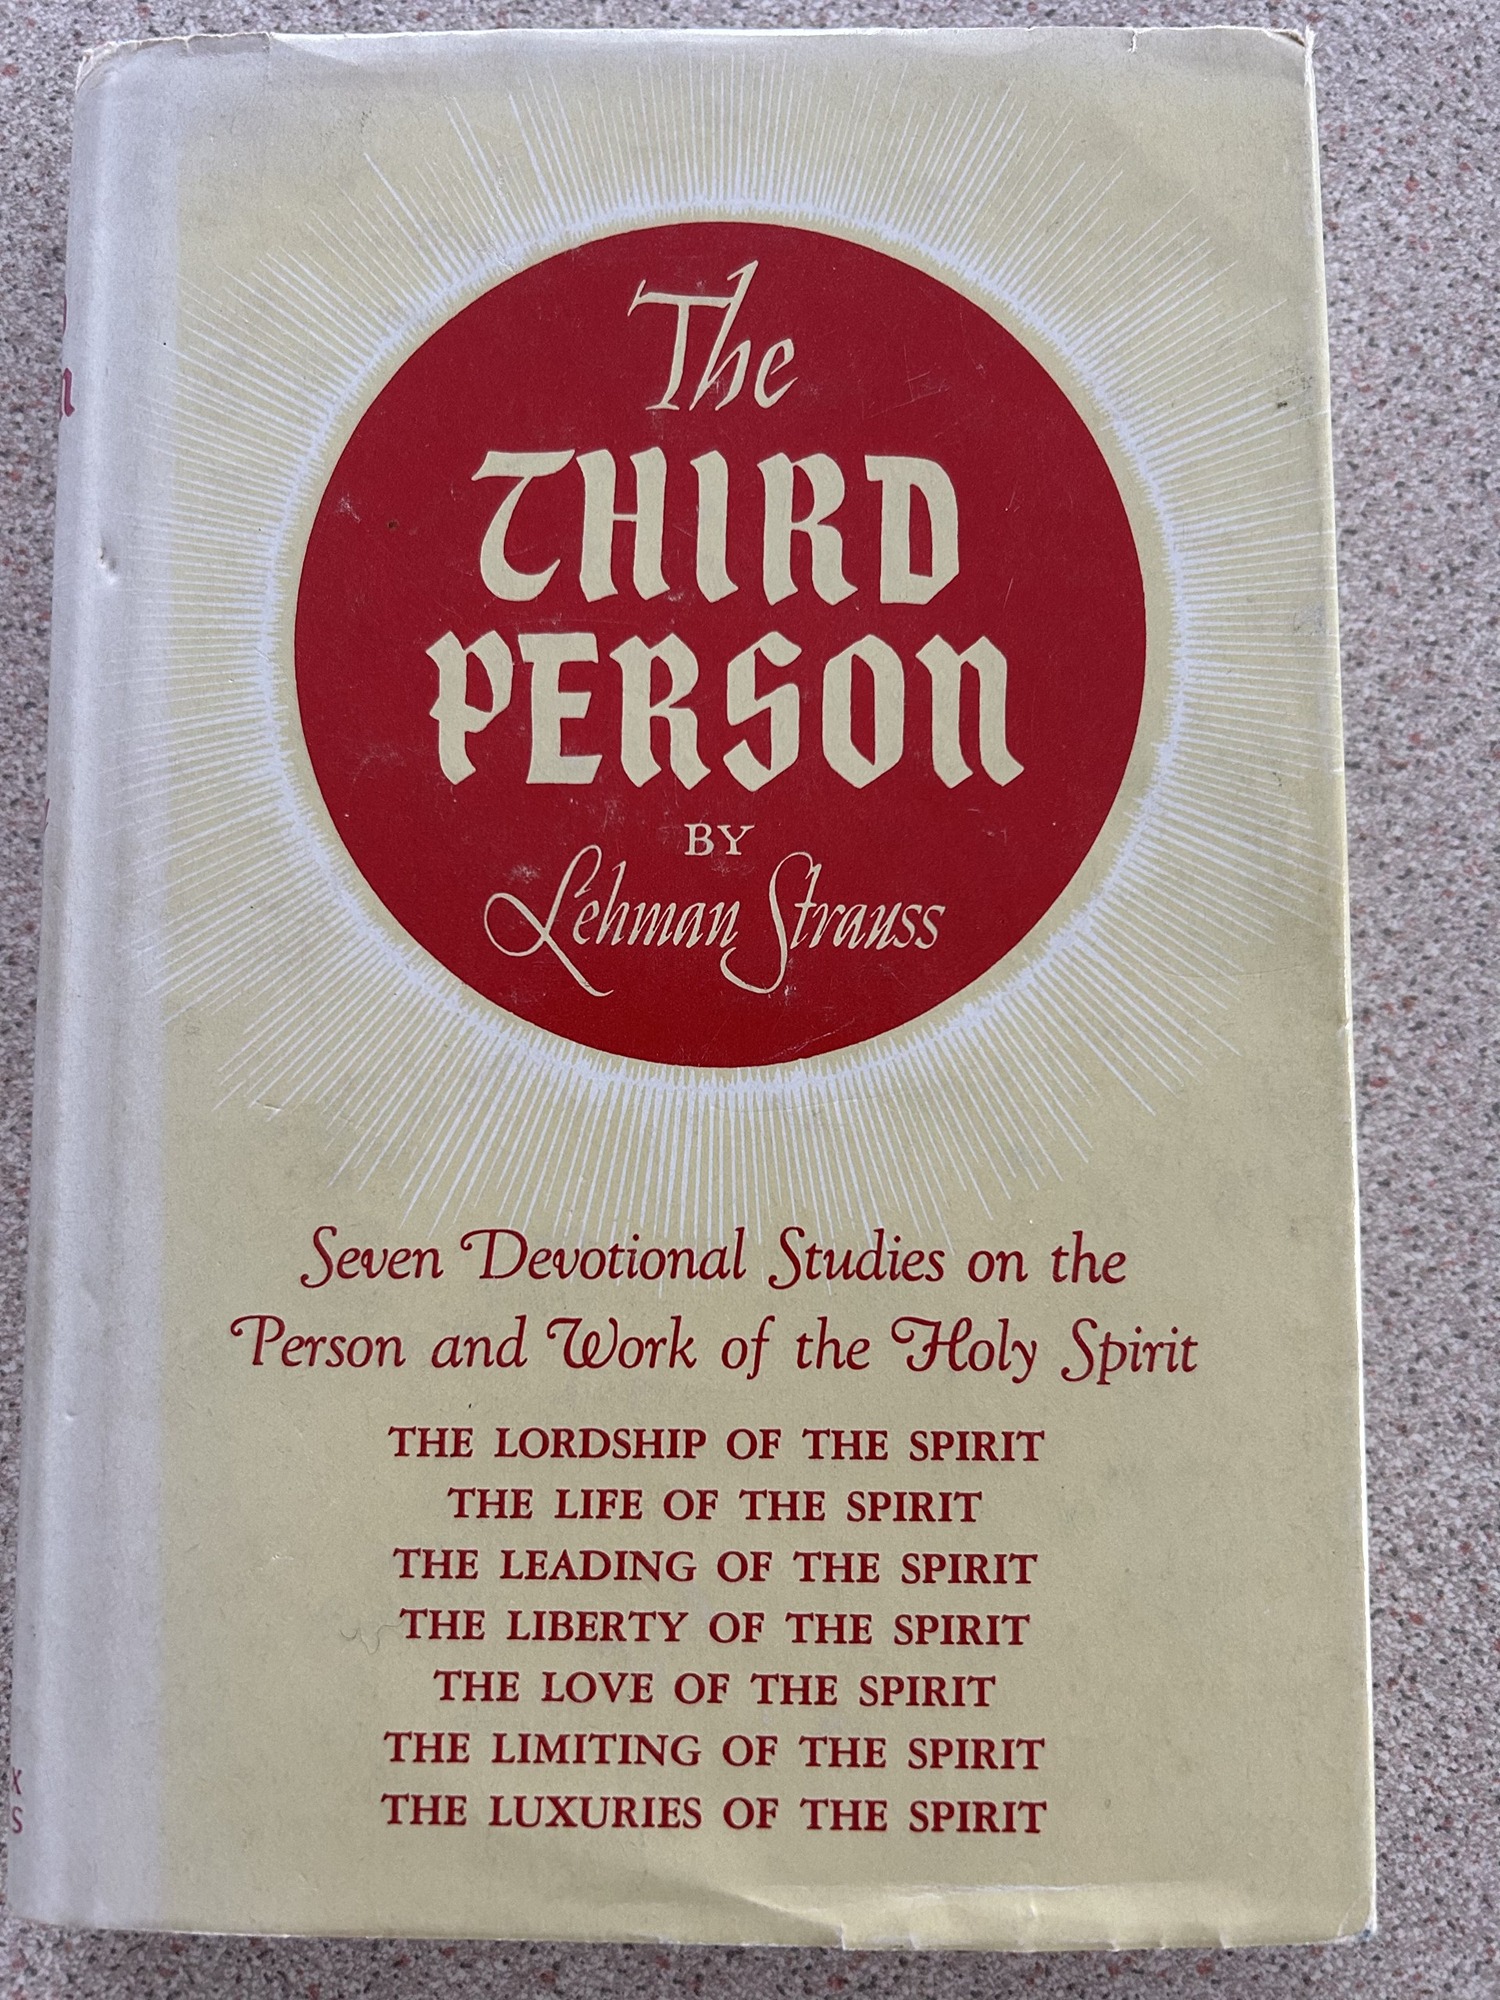 The
THIRD
PERSON
BY
Lehman Strauss
Seven Devotional Studies on the
Person and Work of the Holy Spirit
THE LORDSHIP OF THE SPIRIT
THE LIFE OF THE SPIRIT
THE LEADING OF THE SPIRIT
THE LIBERTY OF THE SPIRIT
THE LOVE OF THE SPIRIT
THE LIMITING OF THE SPIRIT
THE LUXURIES OF THE SPIRIT